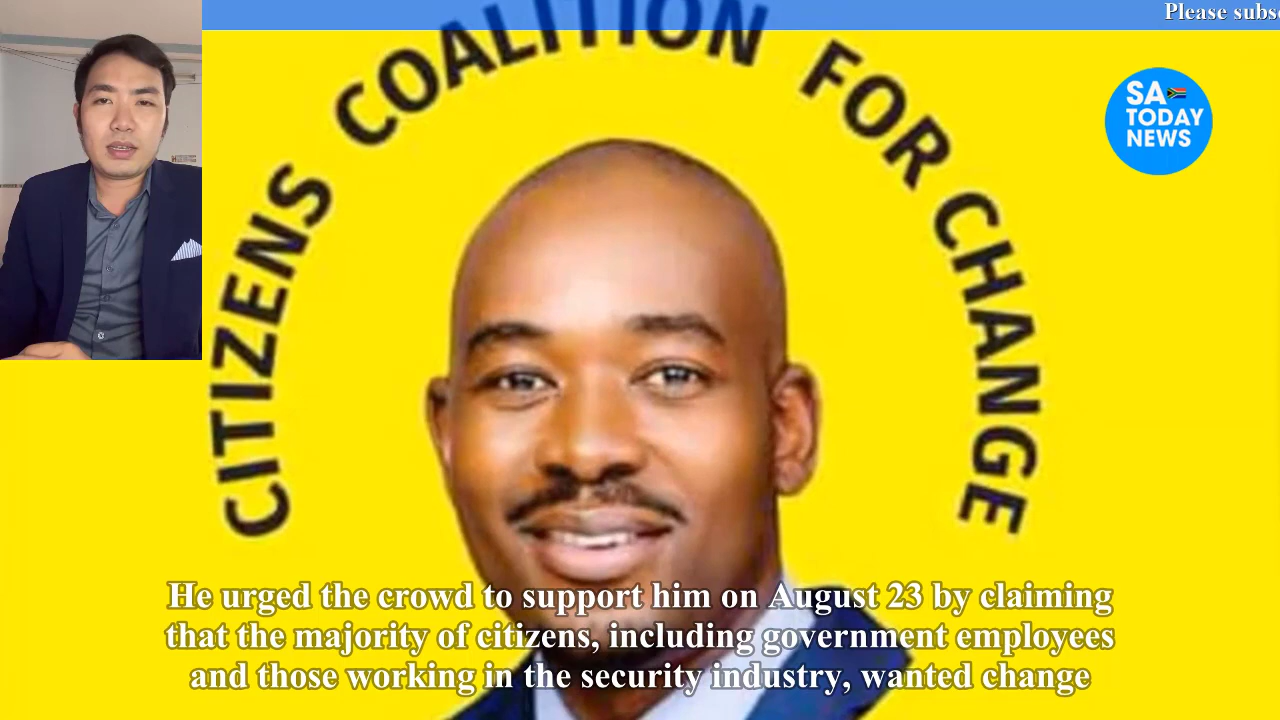 Please subs
CITIZENS COALITION FOR CHANGE
SA
TODAY
NEWS
He urged the crowd to support him on August 23 by claiming
that the majority of citizens, including government employees
and those working in the security industry, wanted change